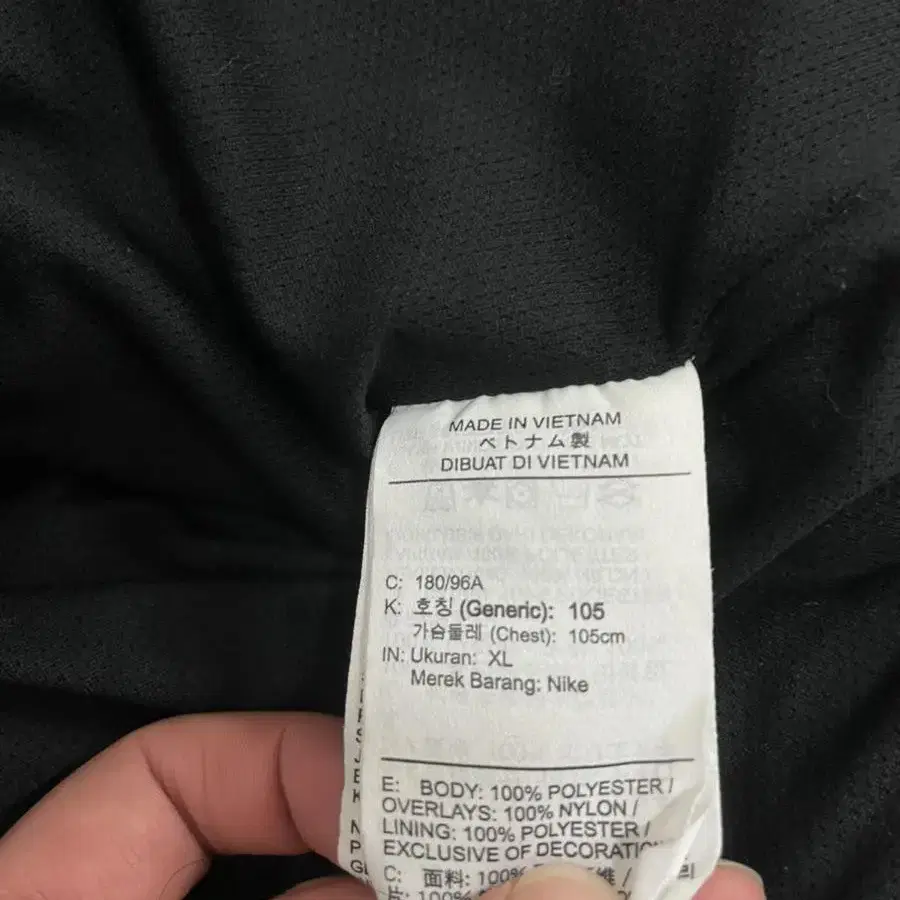 MADE IN VIETNAM
ベトナム製
DIBUAT DI VIETNAM
C: 180/96A
K: 호칭 (Generic): 105
가슴둘레 (Chest): 105cm
IN: Ukuran: XL
Merek Barang: Nike
E: BODY: 100% POLYESTER /
OVERLAYS: 100% NYLON /
LINING: 100% POLYESTER /
EXCLUSIVE OF
C: 面料: 100%